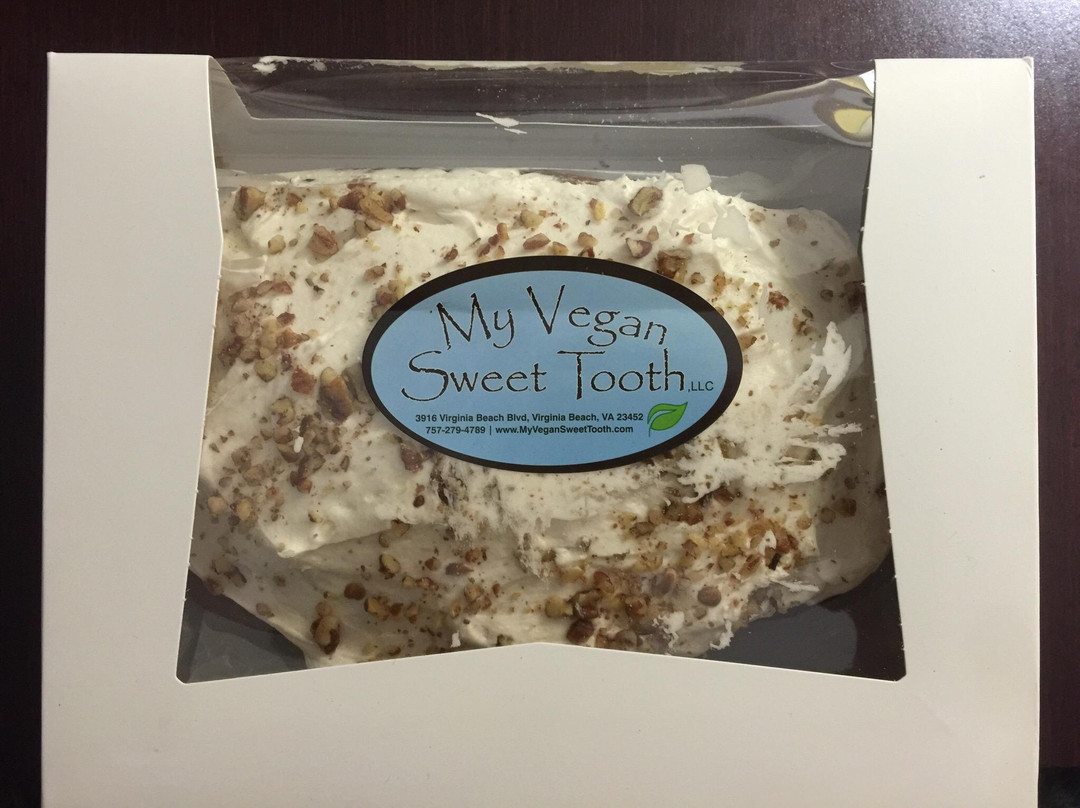 My Vegan
Sweet Tooth, LLC
3916 Virginia Beach Blvd, Virginia Beach, VA 23452
757-279-4789 | www.MyVeganSweetTooth.com